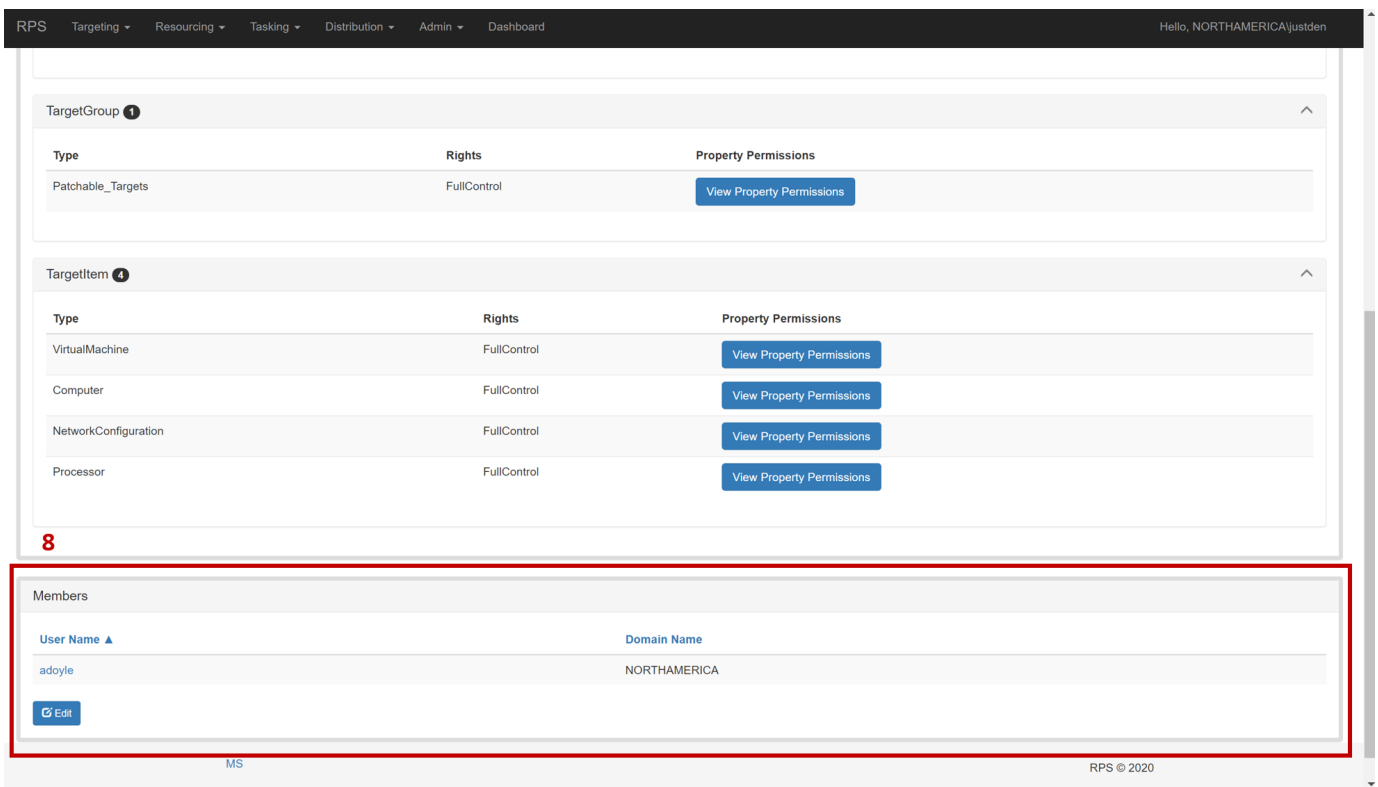 RPS Targeting Resourcing Tasking Distribution Admin Dashboard Hello, NORTHAMERICA\justden
TargetGroup 1
Type Rights Property Permissions
Patchable_Targets FullControl View Property Permissions
TargetItem 4
Type Rights Property Permissions
VirtualMachine FullControl View Property Permissions
Computer FullControl View Property Permissions
NetworkConfiguration FullControl View Property Permissions
Processor FullControl View Property Permissions
8
Members
User Name ▲ Domain Name
adoyle NORTHAMERICA
Edit
MS RPS © 2020